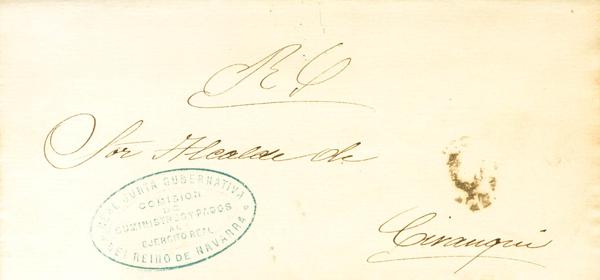 R. S.
Sor Alcalde de
Cirauqui
REAL JUNTA GUBERNATIVA
COMISION
DE
SUMINISTROS Y PAGOS
AL
EJERCITO REAL
DEL REINO DE NAVARRA